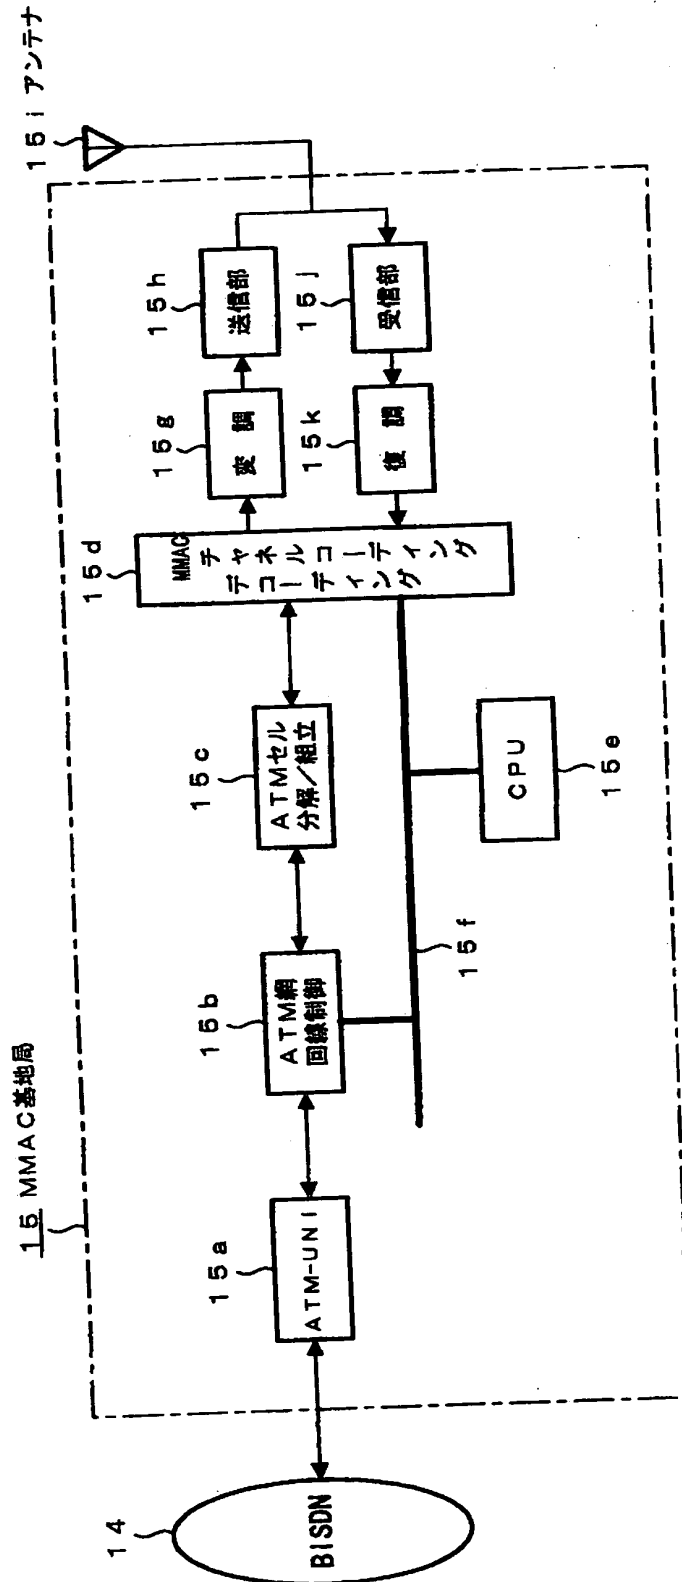 14
BISDN
15 MMAC基地局
15a
ATM-UNI
15b
ATM網
回線制御
15c
ATMセル
分解/組立
15d
MMAC
チャネルコーディング
デコーディング
15e
CPU
15f
15g
変調
15h
送信部
15i アンテナ
15j
受信部
15k
復調